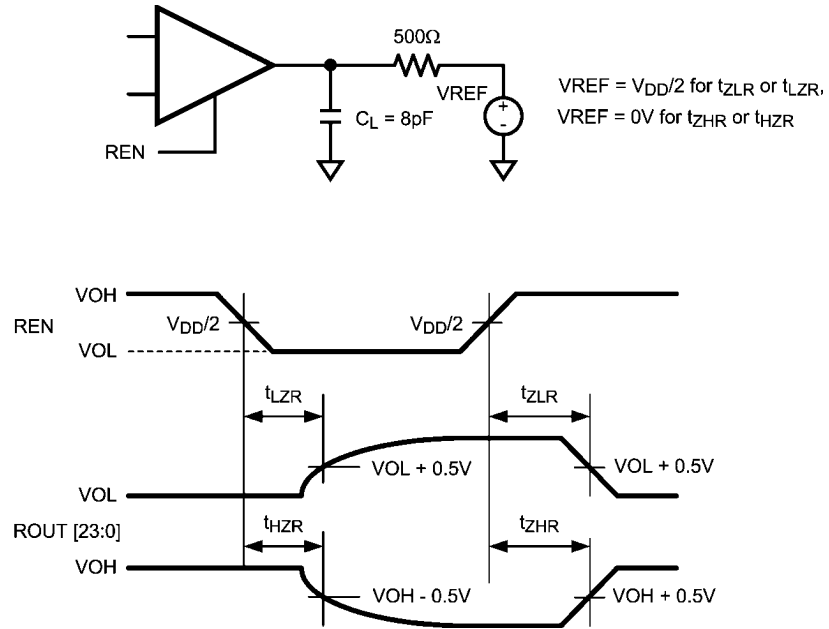 500Ω
VREF
+
-
CL = 8pF
REN
VREF = VDD/2 for tZLR or tLZR,
VREF = 0V for tZHR or tHZR
VOH
REN
VDD/2
VDD/2
VOL
tLZR
tZLR
VOL + 0.5V
VOL + 0.5V
VOL
ROUT [23:0]
tHZR
tZHR
VOH
VOH - 0.5V
VOH + 0.5V